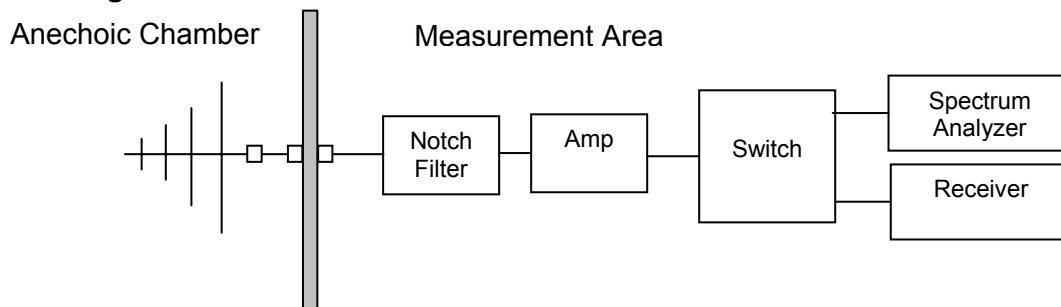 Anechoic Chamber
Measurement Area
Notch
Filter
Amp
Switch
Spectrum
Analyzer
Receiver